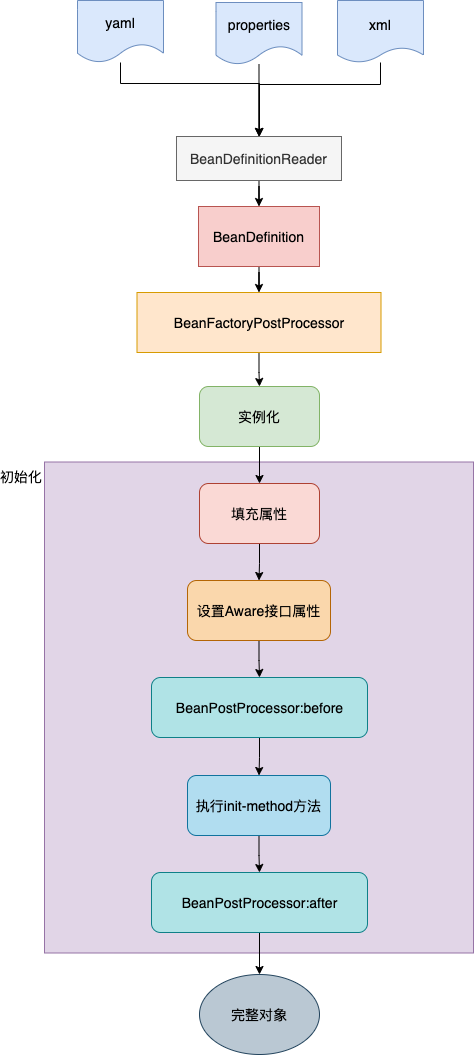 yaml
properties
xml
BeanDefinitionReader
BeanDefinition
BeanFactoryPostProcessor
实例化
初始化
填充属性
设置Aware接口属性
BeanPostProcessor:before
执行init-method方法
BeanPostProcessor:after
完整对象